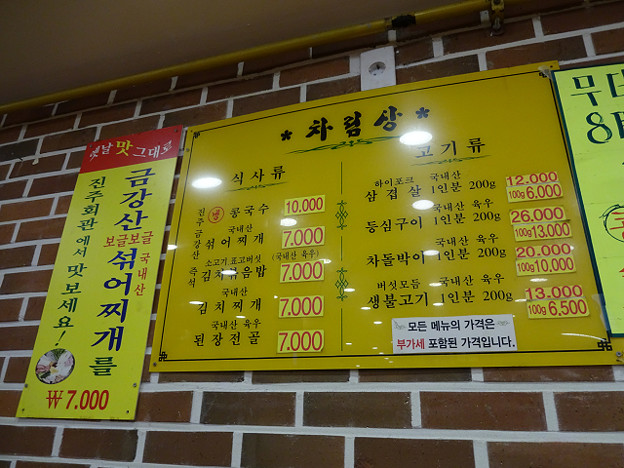 옛날 맛 그대로
금강산
보글보글
국내산
섞어찌개를
진주회관에서 맛보세요!
₩ 7.000
* 차림상 *
식사류
진주 콩국수 10.000
국내산
금강산 섞어찌개 7.000
소고기.표고버섯 (국내산 육우)
즉석 김치볶음밥 7.000
국내산
김치찌개 7.000
국내산 육우
된장전골 7.000
고기류
하이포크 국내산 12.000
삼겹살 1인분 200g 100g 6.000
국내산 육우 26.000
등심구이 1인분 200g 100g 13.000
국내산 육우 20.000
차돌박이 1인분 200g 100g 10.000
버섯모듬 국내산 육우 13.000
생불고기 1인분 200g 100g 6.500
모든 메뉴의 가격은
부가세 포함된 가격입니다.